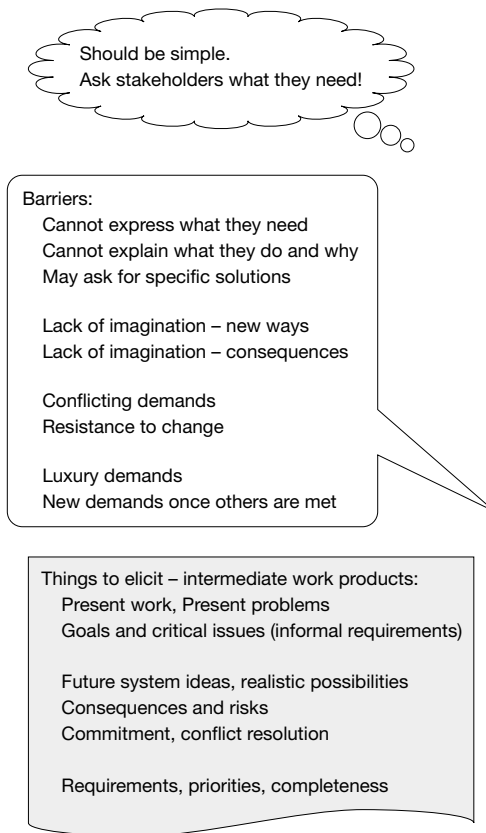 Should be simple.
Ask stakeholders what they need!
Barriers:
Cannot express what they need
Cannot explain what they do and why
May ask for specific solutions
Lack of imagination – new ways
Lack of imagination – consequences
Conflicting demands
Resistance to change
Luxury demands
New demands once others are met
Things to elicit – intermediate work products:
Present work, Present problems
Goals and critical issues (informal requirements)
Future system ideas, realistic possibilities
Consequences and risks
Commitment, conflict resolution
Requirements, priorities, completeness